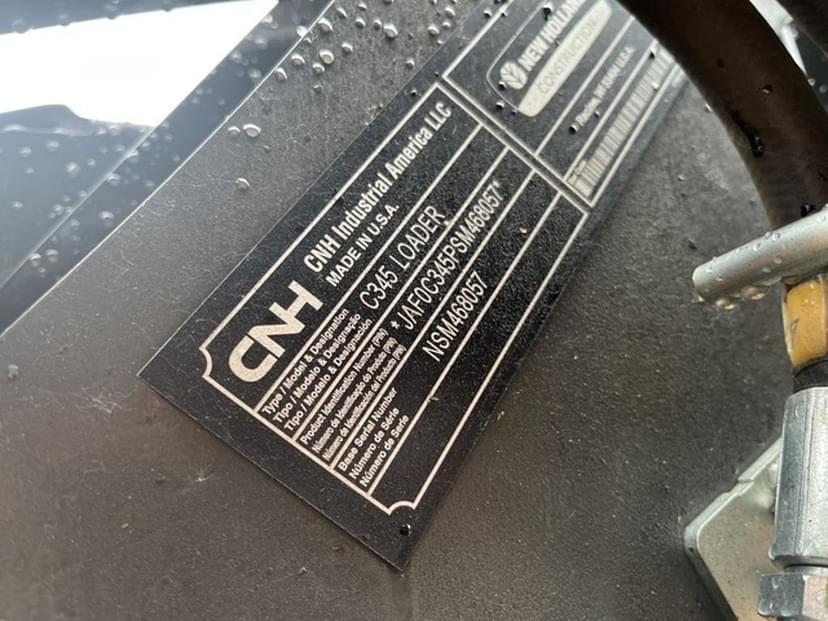 CNH
CNH Industrial America LLC
MADE IN U.S.A.
Type / Model & Designation
Tipo / Modelo & Designação
Tipo / Modelo & Designación
C345 LOADER
Product Identification Number (PIN)
Número de Identificação do Produto (PIN)
Número de Identificación del Producto (PIN)
* JAF0C345PSM468057*
Base Serial Number
Número de Série
Número de Serie
NSM468057
NEW HOLLAND
CONSTRUCTION
Racine, WI U.S.A.